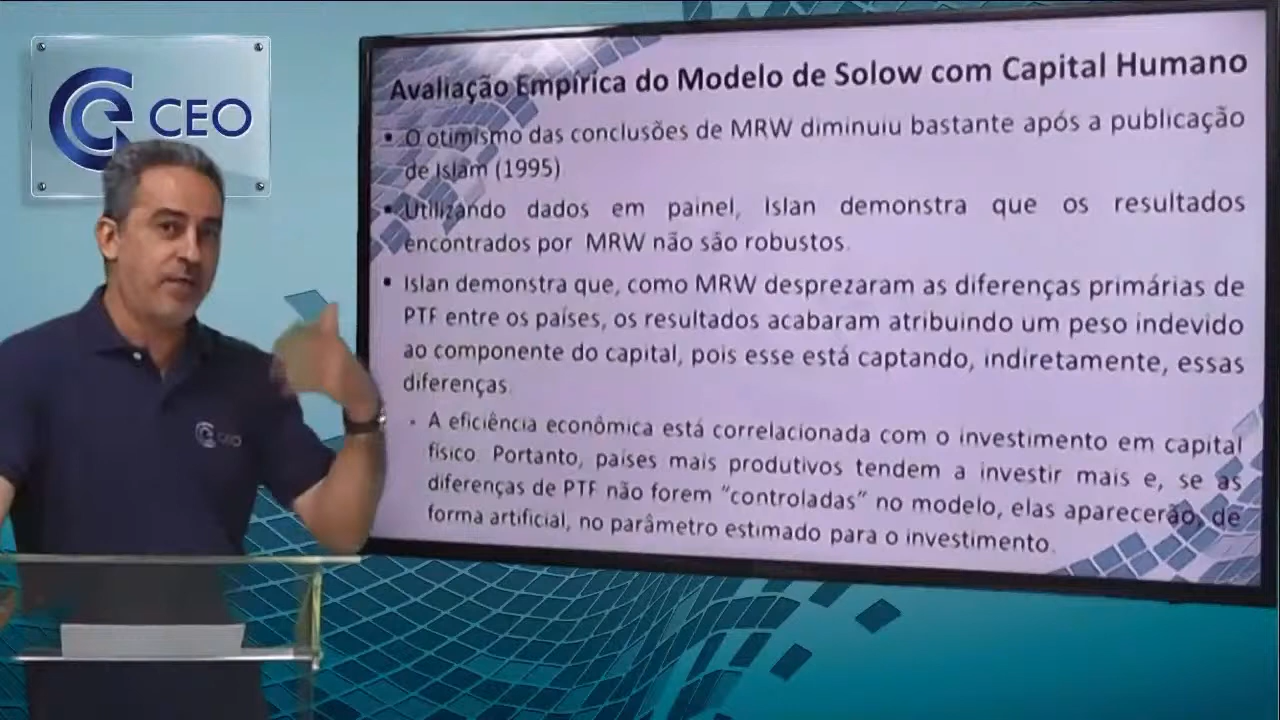 CEO
Avaliação Empírica do Modelo de Solow com Capital Humano
▪ O otimismo das conclusões de MRW diminuiu bastante após a publicação
de Islam (1995)
▪ Utilizando dados em painel, Islan demonstra que os resultados
encontrados por MRW não são robustos.
▪ Islan demonstra que, como MRW desprezaram as diferenças primárias de
PTF entre os países, os resultados acabaram atribuindo um peso indevido
ao componente do capital, pois esse está captando, indiretamente, essas
diferenças.
▪ A eficiência econômica está correlacionada com o investimento em capital
físico. Portanto, países mais produtivos tendem a investir mais e, se as
diferenças de PTF não forem “controladas” no modelo, elas aparecerão, de
forma artificial, no parâmetro estimado para o investimento.
CEO